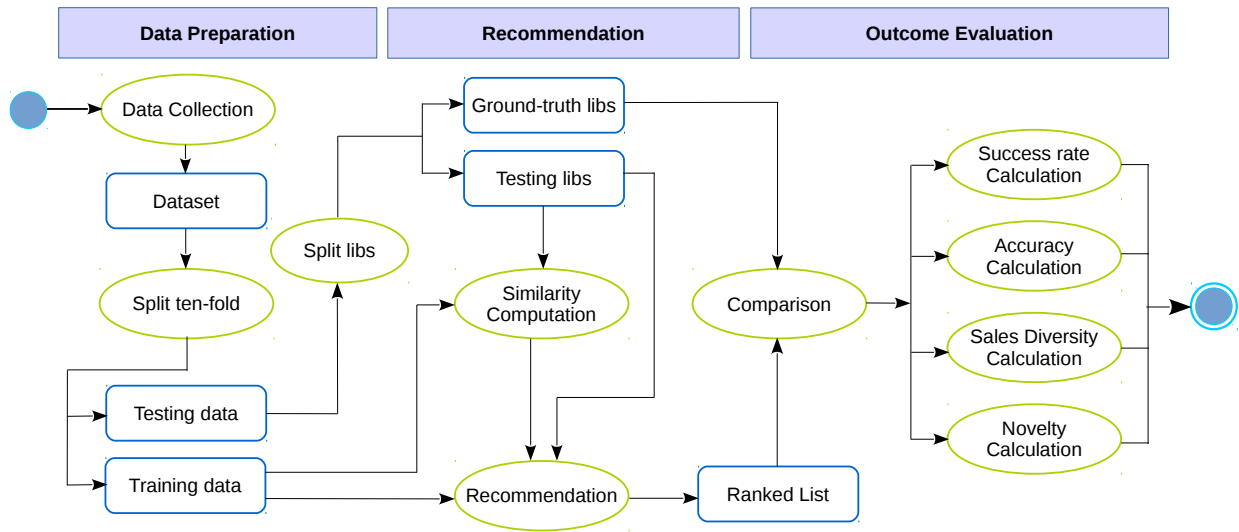 Data Preparation
Recommendation
Outcome Evaluation
Data Collection
Dataset
Split ten-fold
Testing data
Training data
Split libs
Ground-truth libs
Testing libs
Similarity
Computation
Recommendation
Ranked List
Comparison
Success rate
Calculation
Accuracy
Calculation
Sales Diversity
Calculation
Novelty
Calculation